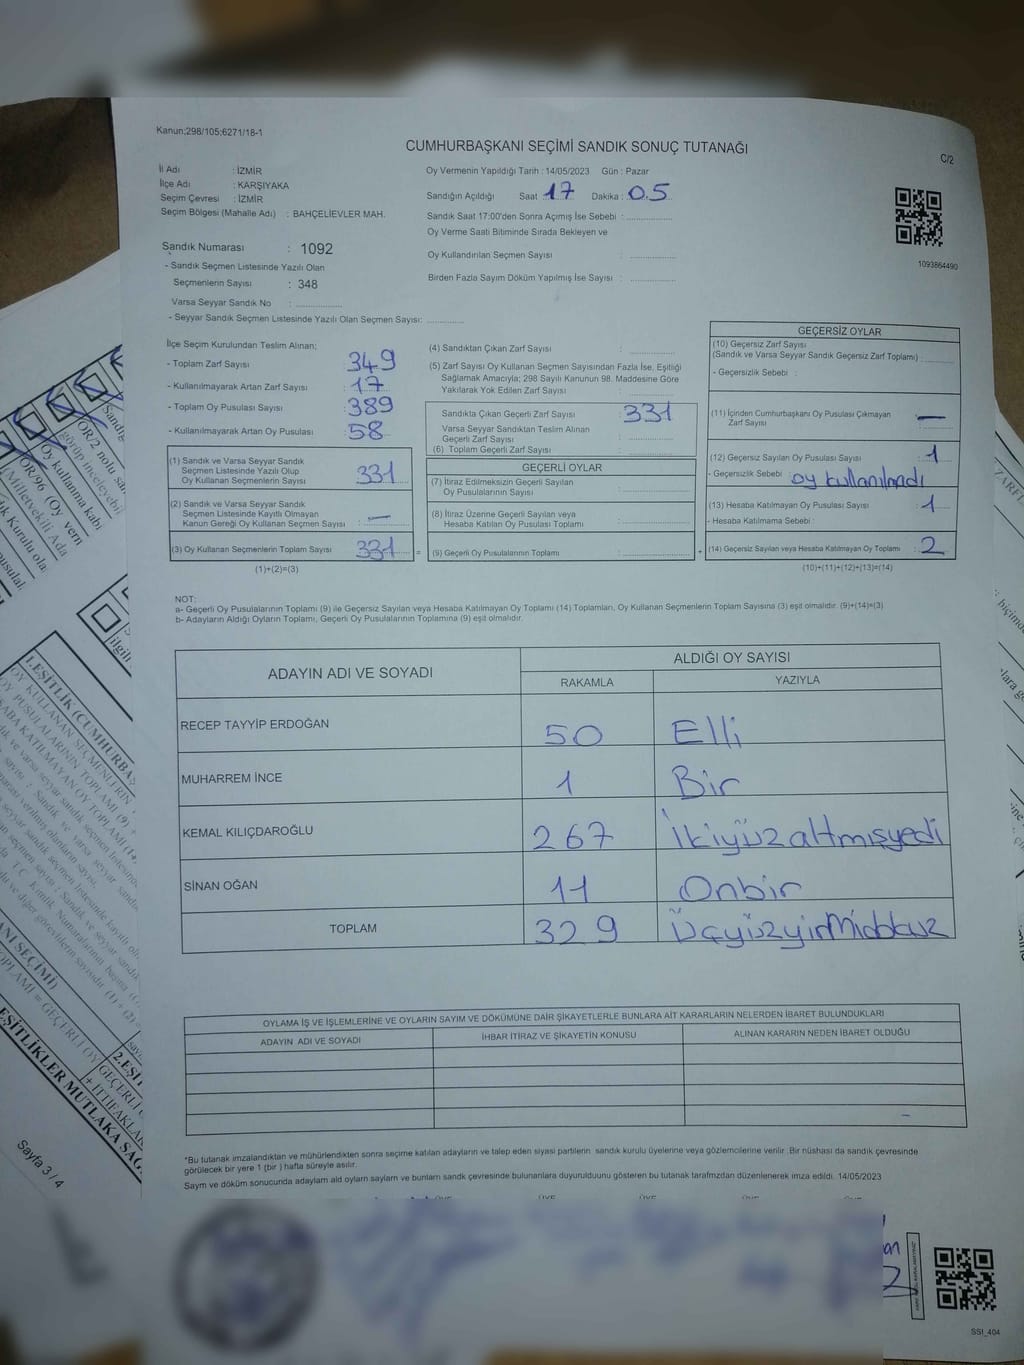 Kanun;298/105;6271/18-1
CUMHURBAŞKANI SEÇİMİ SANDIK SONUÇ TUTANAĞI
C/2
İl Adı : İZMİR
İlçe Adı : KARŞIYAKA
Seçim Çevresi : İZMİR
Seçim Bölgesi (Mahalle Adı) : BAHÇELİEVLER MAH.
Sandık Numarası : 1092
- Sandık Seçmen Listesinde Yazılı Olan
Seçmenlerin Sayısı : 348
Varsa Seyyar Sandık No : ................
- Seyyar Sandık Seçmen Listesinde Yazılı Olan Seçmen Sayısı: .............
Oy Vermenin Yapıldığı Tarih : 14/05/2023 Gün : Pazar
Sandığın Açıldığı Saat 17 Dakika : 05
Sandık Saat 17:00'den Sonra Açımış İse Sebebi : ................
Oy Verme Saati Bitiminde Sırada Bekleyen ve
Oy Kullandırılan Seçmen Sayısı : ................
Birden Fazla Sayım Döküm Yapılmış İse Sayısı : ................
1093864490
İlçe Seçim Kurulundan Teslim Alınan;
- Toplam Zarf Sayısı : 349
- Kullanılmayarak Artan Zarf Sayısı : 17
- Toplam Oy Pusulası Sayısı : 389
- Kullanılmayarak Artan Oy Pusulası : 58
(1) Sandık ve Varsa Seyyar Sandık
Seçmen Listesinde Yazılı Olup
Oy Kullanan Seçmenlerin Sayısı : 331
(2) Sandık ve Varsa Seyyar Sandık
Seçmen Listesinde Kayıtlı Olmayan
Kanun Gereği Oy Kullanan Seçmen Sayısı : —
(3) Oy Kullanan Seçmenlerin Toplam Sayısı : 331 =
(1)+(2)=(3)
(4) Sandıktan Çıkan Zarf Sayısı : ................
(5) Zarf Sayısı Oy Kullanan Seçmen Sayısından Fazla İse, Eşitliği
Sağlamak Amacıyla; 298 Sayılı Kanunun 98. Maddesine Göre
Yakılarak Yok Edilen Zarf Sayısı : ................
Sandıkta Çıkan Geçerli Zarf Sayısı : 331
Varsa Seyyar Sandıktan Teslim Alınan
Geçerli Zarf Sayısı : ................
(6) Toplam Geçerli Zarf Sayısı : ................
GEÇERLİ OYLAR
(7) İtiraz Edilmeksizin Geçerli Sayılan
Oy Pusulalarının Sayısı : ................
(8) İtiraz Üzerine Geçerli Sayılan veya
Hesaba Katılan Oy Pusulası Toplamı : ................
(9) Geçerli Oy Pusulalarının Toplamı : ................ +
GEÇERSİZ OYLAR
(10) Geçersiz Zarf Sayısı
(Sandık ve Varsa Seyyar Sandık Geçersiz Zarf Toplamı) : ..........
- Geçersizlik Sebebi :
(11) İçinden Cumhurbaşkanı Oy Pusulası Çıkmayan
Zarf Sayısı : —
(12) Geçersiz Sayılan Oy Pusulası Sayısı : 1
- Geçersizlik Sebebi : oy kullanılmadı
(13) Hesaba Katılmayan Oy Pusulası Sayısı : 1
- Hesaba Katılmama Sebebi :
(14) Geçersiz Sayılan veya Hesaba Katılmayan Oy Toplamı : 2
(10)+(11)+(12)+(13)=(14)
NOT:
a- Geçerli Oy Pusulalarının Toplamı (9) ile Geçersiz Sayılan veya Hesaba Katılmayan Oy Toplamı (14) Toplamları, Oy Kullanan Seçmenlerin Toplam Sayısına (3) eşit olmalıdır. (9)+(14)=(3)
b- Adayların Aldığı Oyların Toplamı, Geçerli Oy Pusulalarının Toplamına (9) eşit olmalıdır.
ADAYIN ADI VE SOYADI ALDIĞI OY SAYISI
RAKAMLA YAZIYLA
RECEP TAYYİP ERDOĞAN 50 Elli
MUHARREM İNCE 1 Bir
KEMAL KILIÇDAROĞLU 267 İkiyüzaltmışyedi
SİNAN OĞAN 11 Onbir
TOPLAM 329
OYLAMA İŞ VE İŞLEMLERİNE VE OYLARIN SAYIM VE DÖKÜMÜNE DAİR ŞİKAYETLERLE BUNLARA AİT KARARLARIN NELERDEN İBARET BULUNDUKLARI
ADAYIN ADI VE SOYADI İHBAR İTİRAZ VE ŞİKAYETİN KONUSU ALINAN KARARIN NEDEN İBARET OLDUĞU
*Bu tutanak imzalandıktan ve mühürlendikten sonra seçime katılan adayların ve talep eden siyasi partilerin sandık kurulu üyelerine veya gözlemcilerine verilir. Bir nüshası da sandık çevresinde
görülecek bir yere 1 (bir) hafta süreyle asılır.
Sayım ve döküm sonucunda adayların ald oyların sayların ve bunların sandk çevresinde bulunanlara duyurulduunu gösteren bu tutanak tarafmzdan düzenlenerek imza edildi. 14/05/2023
SSI_404
Sayfa 3 / 4